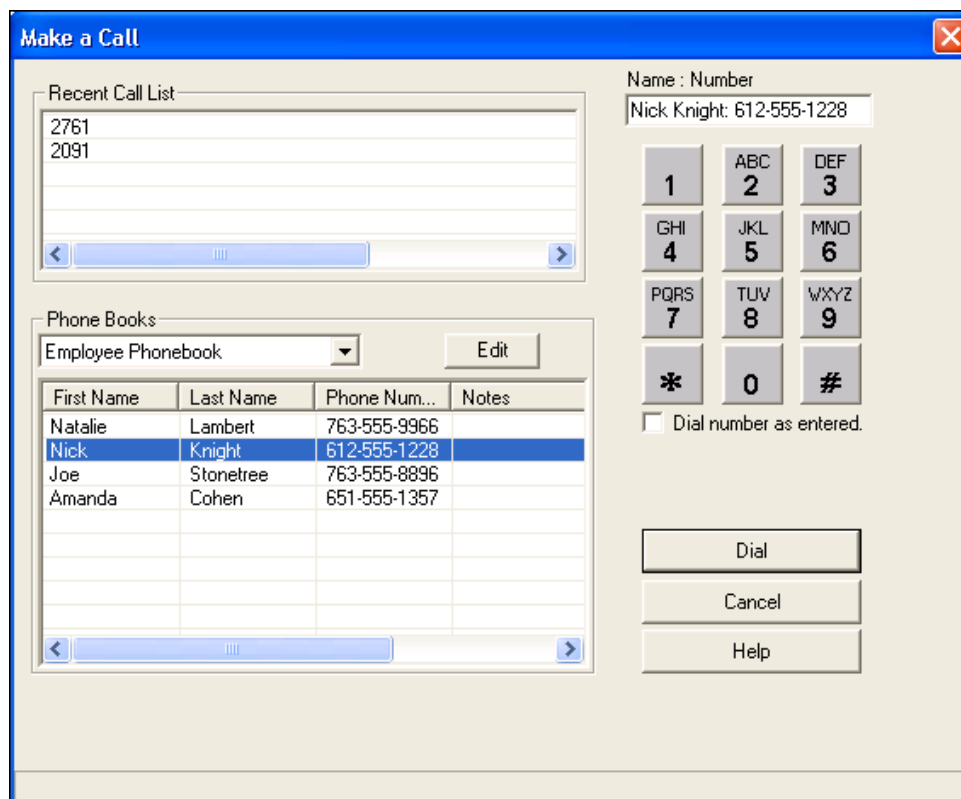 Make a Call
Recent Call List
2761
2091
Phone Books
Employee Phonebook
Edit
First Name Last Name Phone Num... Notes
Natalie Lambert 763-555-9966
Nick Knight 612-555-1228
Joe Stonetree 763-555-8896
Amanda Cohen 651-555-1357
Name : Number
Nick Knight: 612-555-1228
ABC DEF
1 2 3
GHI JKL MNO
4 5 6
PQRS TUV WXYZ
7 8 9
* 0 #
Dial number as entered.
Dial
Cancel
Help